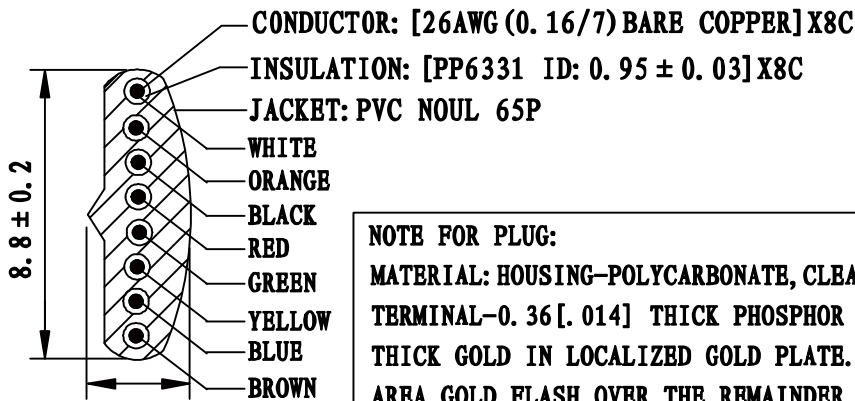 CONDUCTOR: [26AWG(0.16/7)BARE COPPER]X8C
INSULATION: [PP6331 ID: 0.95±0.03]X8C
JACKET: PVC NOUL 65P
WHITE
ORANGE
BLACK
RED
GREEN
YELLOW
BLUE
BROWN
8.8±0.2
NOTE FOR PLUG:
MATERIAL: HOUSING-POLYCARBONATE, CLEA
TERMINAL-0.36[.014] THICK PHOSPHOR
THICK GOLD IN LOCALIZED GOLD PLATE.
AREA GOLD FLASH OVER THE REMAINDER